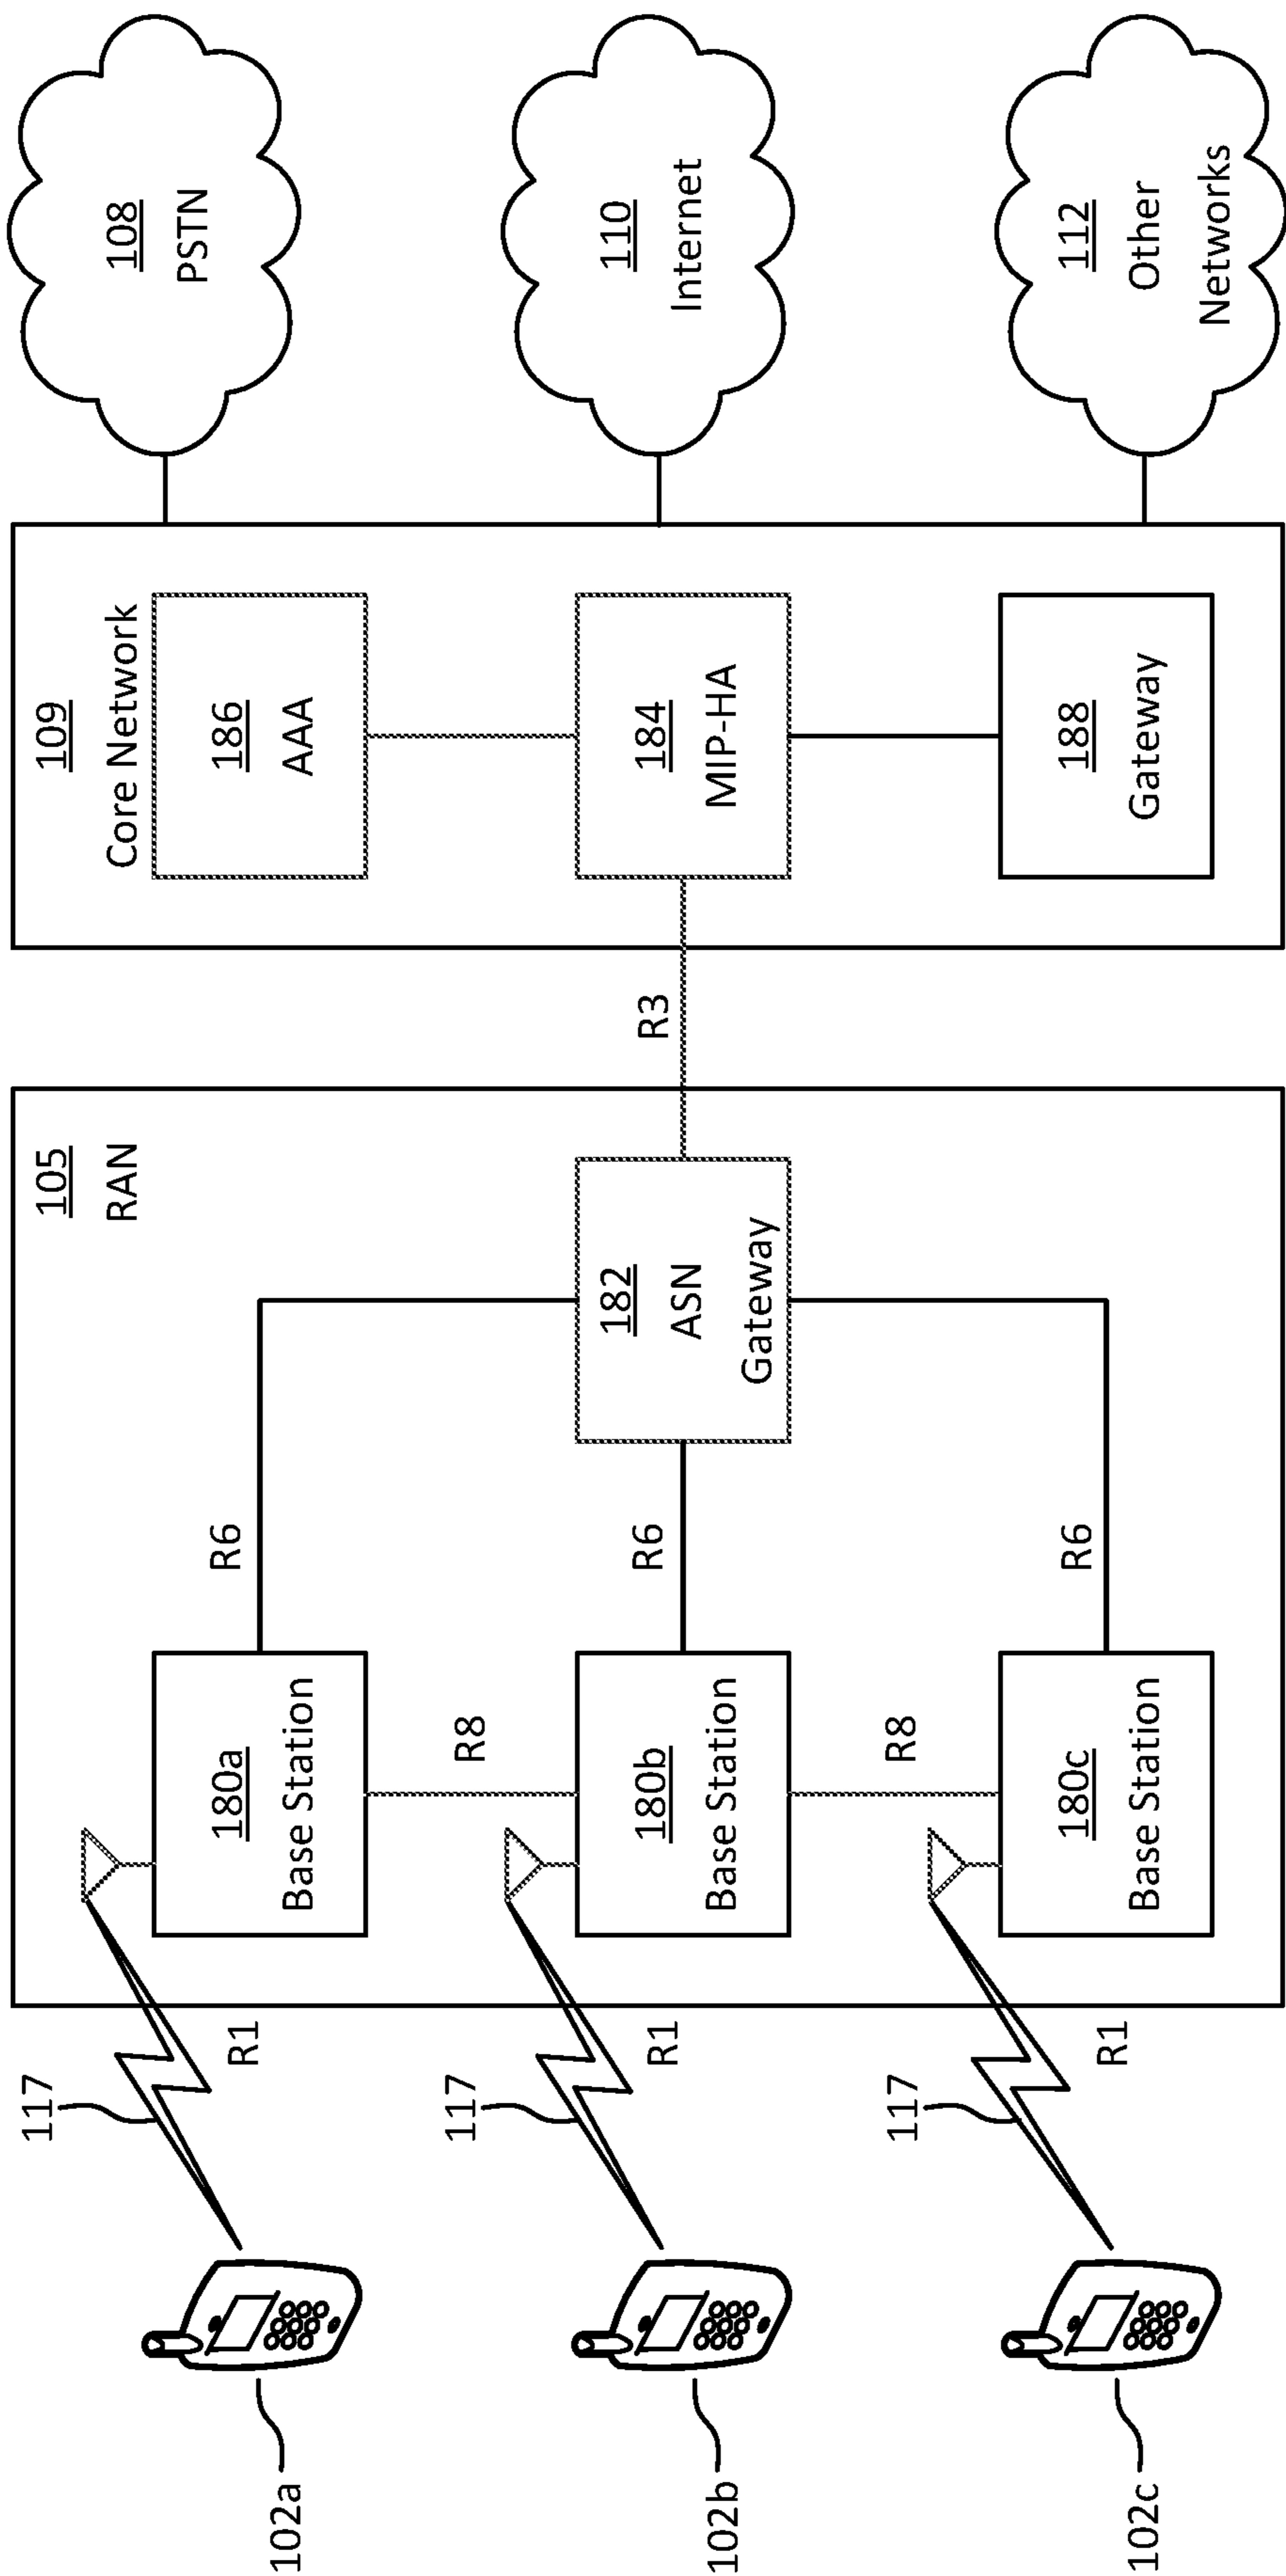 102a
102b
102c
117
117
117
R1
R1
R1
105
RAN
180a
Base Station
180b
Base Station
180c
Base Station
R8
R8
R6
R6
R6
182
ASN
Gateway
R3
109
Core Network
186
AAA
184
MIP-HA
188
Gateway
108
PSTN
110
Internet
112
Other
Networks